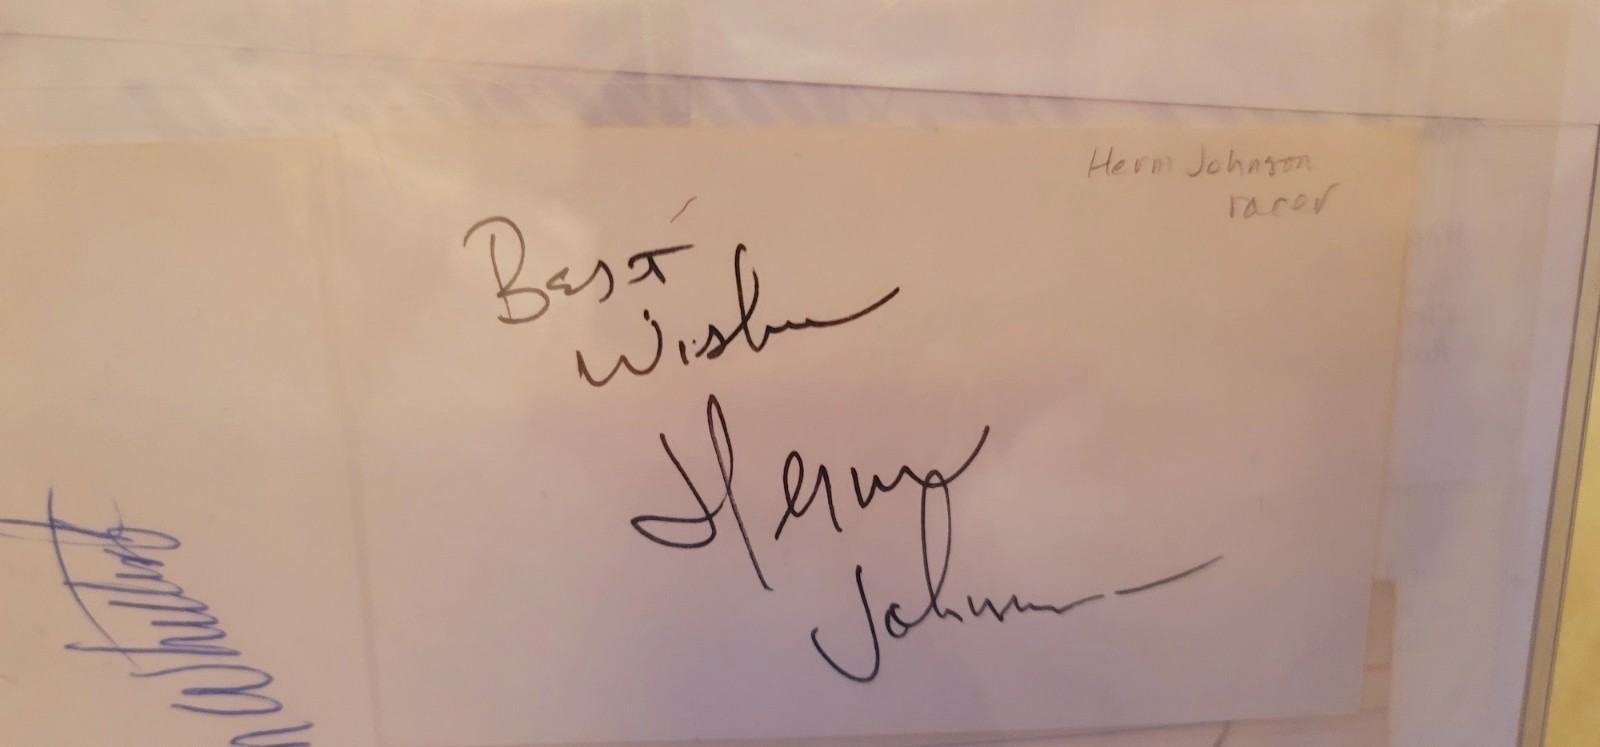 Herm Johnson
racer
Best
Wishes
Herm
Johnson